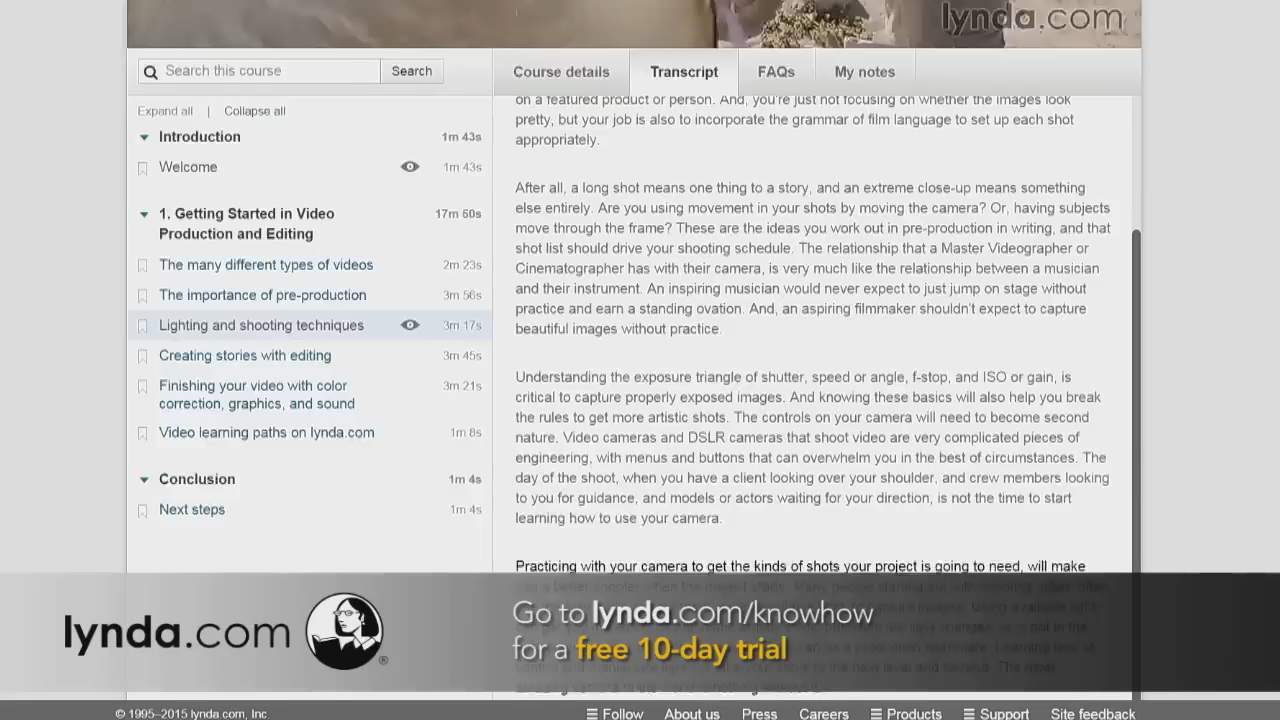 lynda.com
Search this course
Search
Course details
Transcript
FAQs
My notes
Expand all | Collapse all
Introduction 1m 43s
Welcome 1m 43s
1. Getting Started in Video 17m 50s
Production and Editing
The many different types of videos 2m 23s
The importance of pre-production 3m 56s
Lighting and shooting techniques 3m 17s
Creating stories with editing 3m 45s
Finishing your video with color 3m 21s
correction, graphics, and sound
Video learning paths on lynda.com 1m 8s
Conclusion 1m 4s
Next steps 1m 4s
on a featured product or person. And, you're just not focusing on whether the images look
pretty, but your job is also to incorporate the grammar of film language to set up each shot
appropriately.
After all, a long shot means one thing to a story, and an extreme close-up means something
else entirely. Are you using movement in your shots by moving the camera? Or, having subjects
move through the frame? These are the ideas you work out in pre-production in writing, and that
shot list should drive your shooting schedule. The relationship that a Master Videographer or
Cinematographer has with their camera, is very much like the relationship between a musician
and their instrument. An inspiring musician would never expect to just jump on stage without
practice and earn a standing ovation. And, an aspiring filmmaker shouldn't expect to capture
beautiful images without practice.
Understanding the exposure triangle of shutter, speed or angle, f-stop, and ISO or gain, is
critical to capture properly exposed images. And knowing these basics will also help you break
the rules to get more artistic shots. The controls on your camera will need to become second
nature. Video cameras and DSLR cameras that shoot video are very complicated pieces of
engineering, with menus and buttons that can overwhelm you in the best of circumstances. The
day of the shoot, when you have a client looking over your shoulder, and crew members looking
to you for guidance, and models or actors waiting for your direction, is not the time to start
learning how to use your camera.
Practicing with your camera to get the kinds of shots your project is going to need, will make
lynda.com ®
Go to lynda.com/knowhow
for a free 10-day trial
© 1995–2015 lynda.com, Inc
Follow About us Press Careers Products Support Site feedback